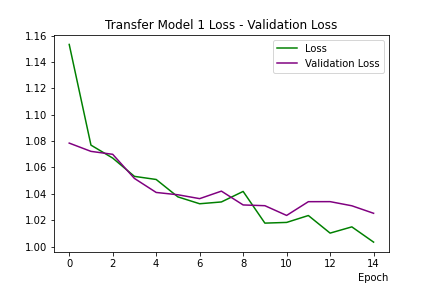 Transfer Model 1 Loss - Validation Loss
1.16
1.14
1.12
1.10
1.08
1.06
1.04
1.02
1.00
Loss
Validation Loss
0 2 4 6 8 10 12 14
Epoch